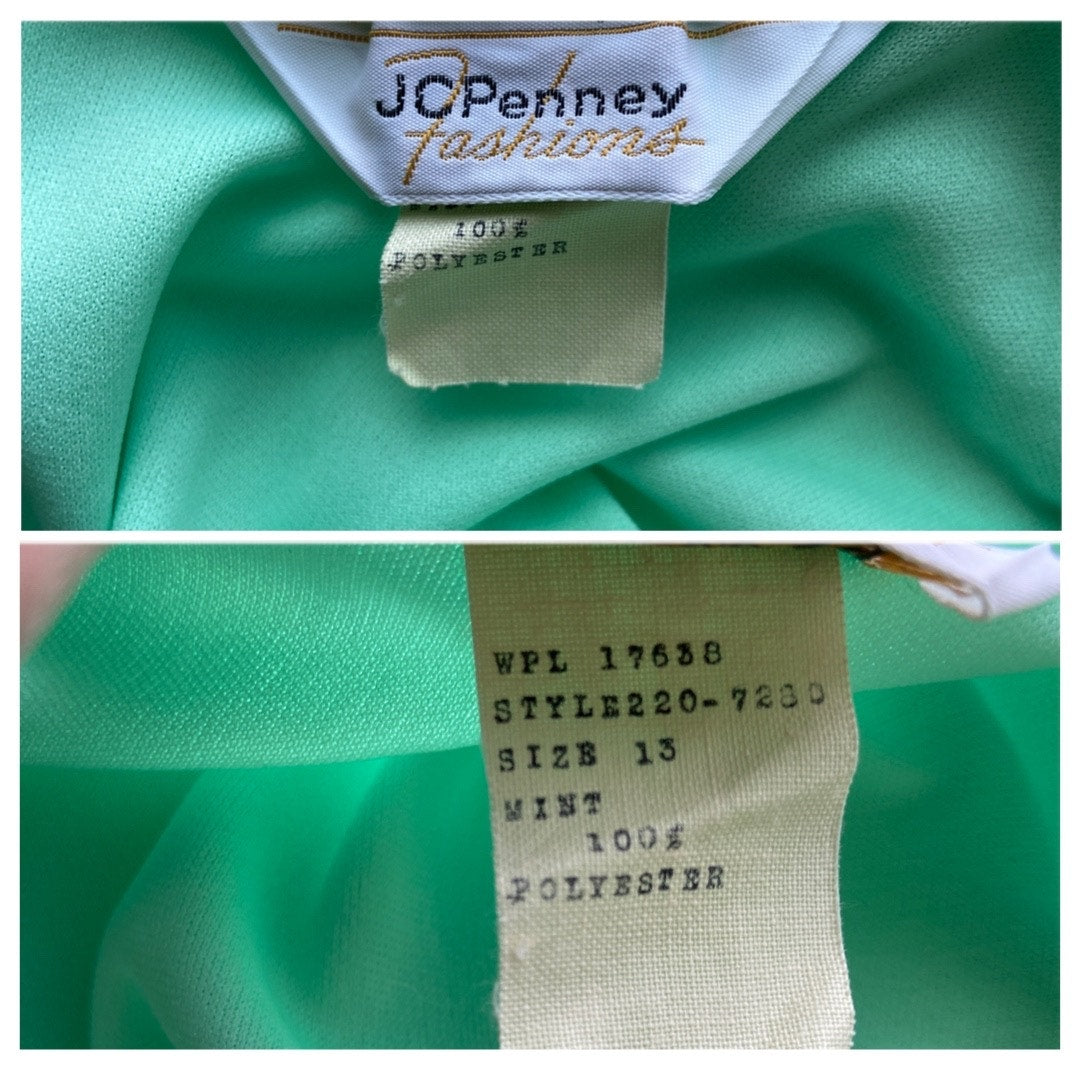 JCPenney
Fashions
100%
POLYESTER
WPL 17638
STYLE220-7280
SIZE 13
MINT
100%
POLYESTER